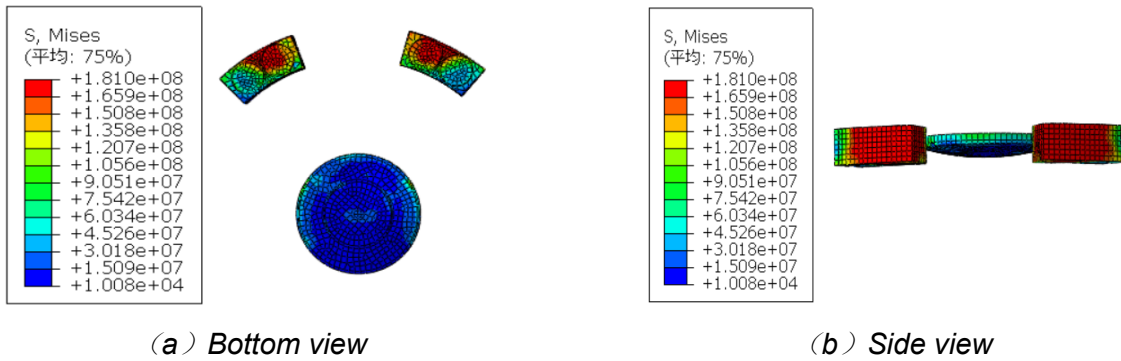 S, Mises
(平均: 75%)
+1.810e+08
+1.659e+08
+1.508e+08
+1.358e+08
+1.207e+08
+1.056e+08
+9.051e+07
+7.542e+07
+6.034e+07
+4.526e+07
+3.018e+07
+1.509e+07
+1.008e+04
S, Mises
(平均: 75%)
+1.810e+08
+1.659e+08
+1.508e+08
+1.358e+08
+1.207e+08
+1.056e+08
+9.051e+07
+7.542e+07
+6.034e+07
+4.526e+07
+3.018e+07
+1.509e+07
+1.008e+04
（a）Bottom view
（b）Side view